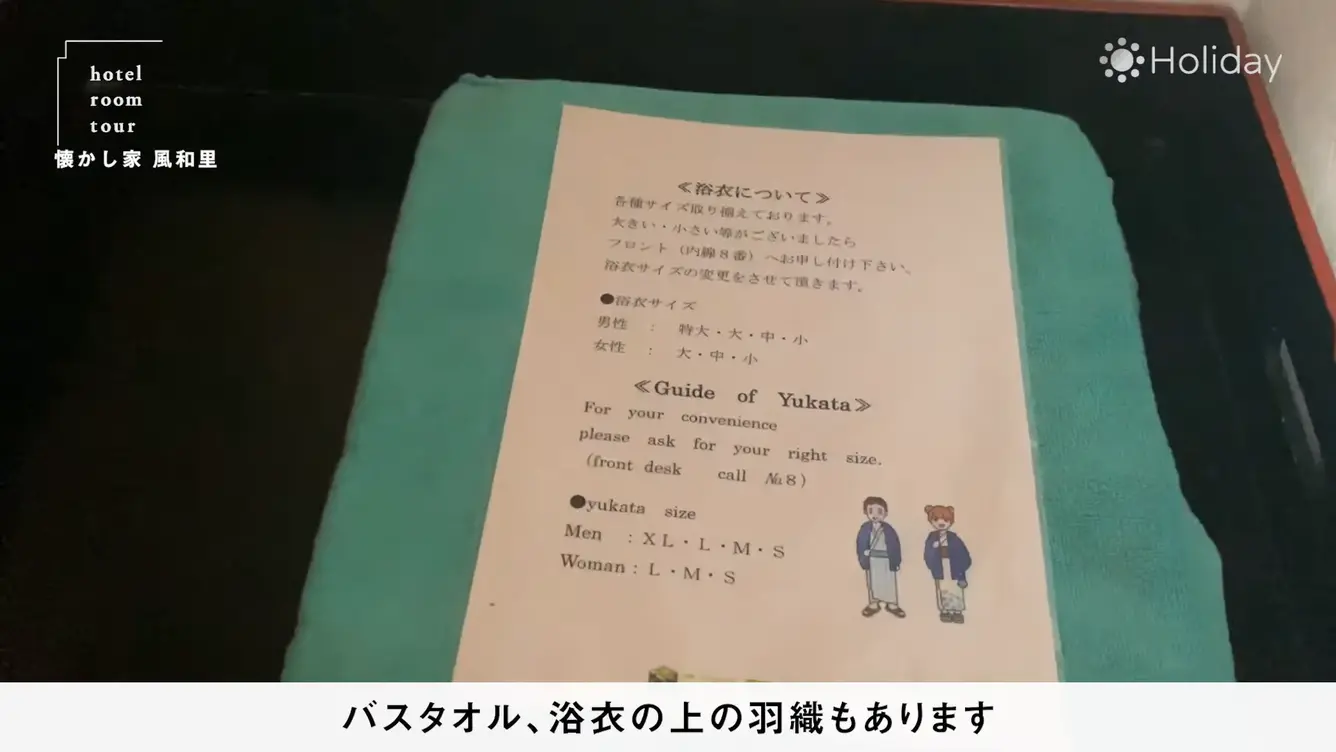 hotel
room
tour
懐かし家 風和里
Holiday
≪浴衣について≫
各種サイズ取り揃えております。
大きい・小さい等がございましたら
フロント（内線８番）へお申し付け下さい、
浴衣サイズの変更をさせて頂きます。
●浴衣サイズ
男性 ： 特大・大・中・小
女性 ： 大・中・小
≪Guide of Yukata≫
For your convenience
please ask for your right size.
(front desk call №8)
●yukata size
Men : XL・L・M・S
Woman : L・M・S
バスタオル、浴衣の上の羽織もあります